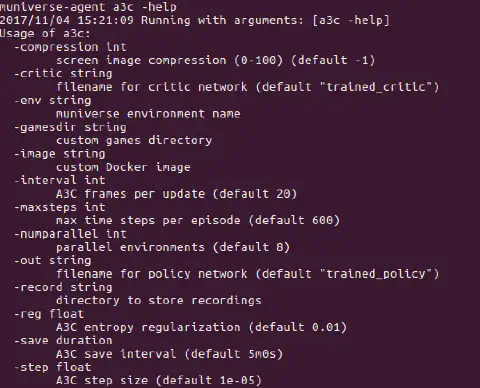 muniverse-agent a3c -help
2017/11/04 15:21:09 Running with arguments: [a3c -help]
Usage of a3c:
  -compression int
        screen image compression (0-100) (default -1)
  -critic string
        filename for critic network (default "trained_critic")
  -env string
        muniverse environment name
  -gamesdir string
        custom games directory
  -image string
        custom Docker image
  -interval int
        A3C frames per update (default 20)
  -maxsteps int
        max time steps per episode (default 600)
  -numparallel int
        parallel environments (default 8)
  -out string
        filename for policy network (default "trained_policy")
  -record string
        directory to store recordings
  -reg float
        A3C entropy regularization (default 0.01)
  -save duration
        A3C save interval (default 5m0s)
  -step float
        A3C step size (default 1e-05)